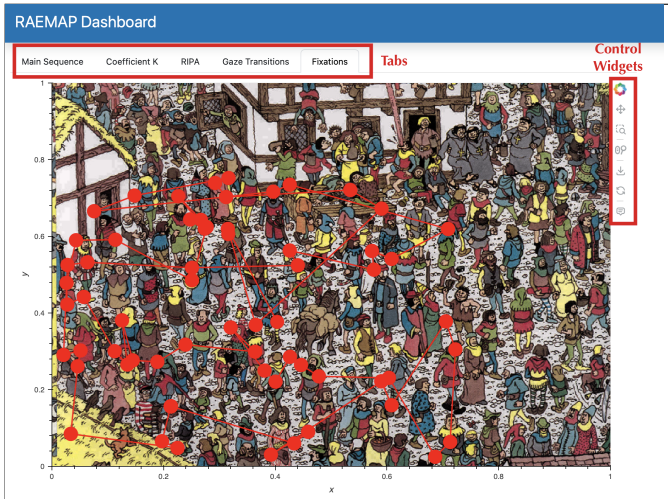 RAEMAP Dashboard
Main Sequence Coefficient K RIPA Gaze Transitions Fixations Tabs
Control
Widgets
1
0.8
0.6
y
0.4
0.2
0
0 0.2 0.4 0.6 0.8 1
x